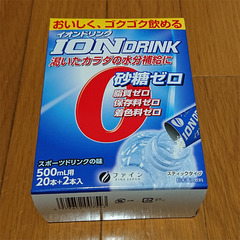 おいしく、ゴクゴク飲める
イオンドリンク
ION DRINK
渇いたカラダの水分補給に
0
砂糖ゼロ
脂質ゼロ
保存料ゼロ
着色料ゼロ
スポーツドリンクの味
500mL用
20本+2本入
ファイン
スティックタイプ